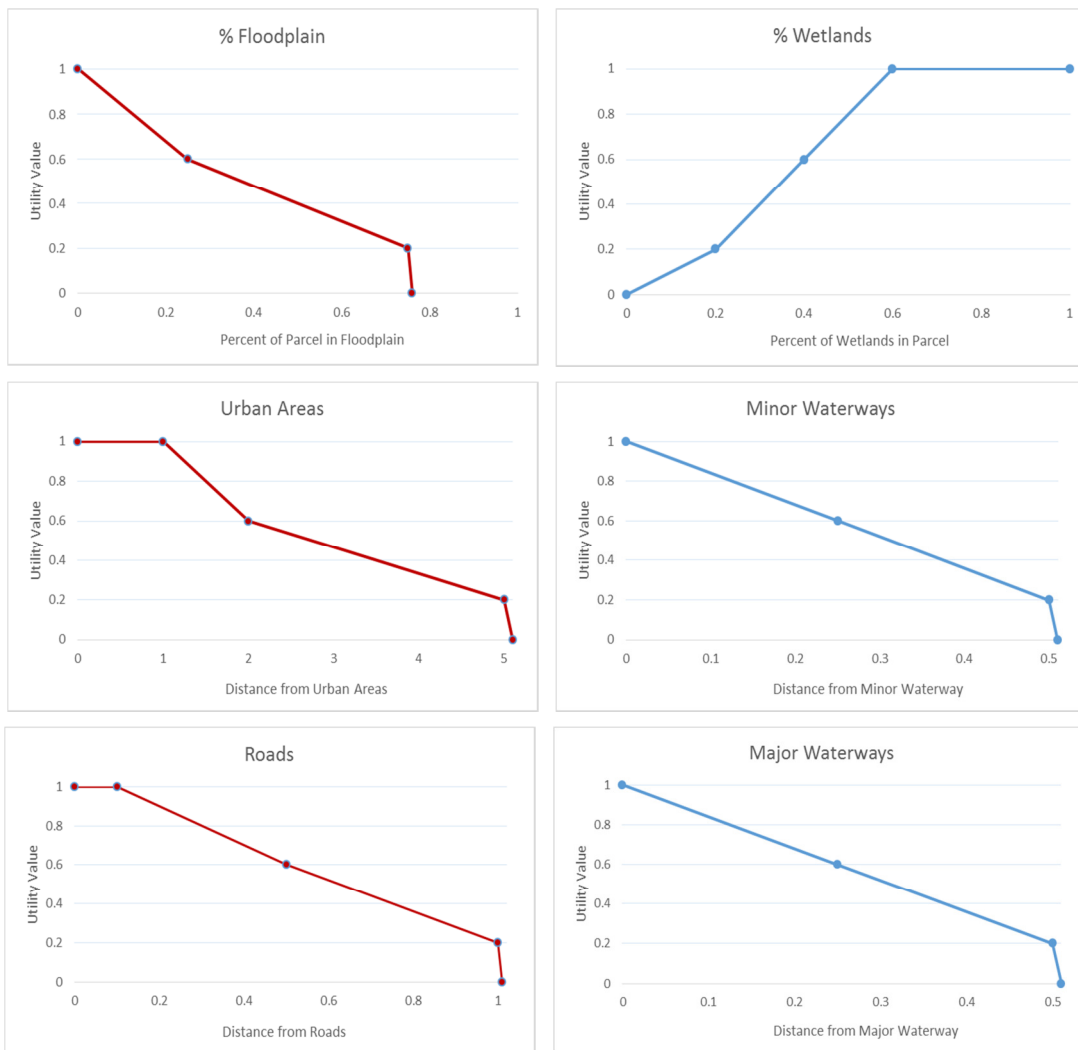 % Floodplain
Utility Value
1
0.8
0.6
0.4
0.2
0
0 0.2 0.4 0.6 0.8 1
Percent of Parcel in Floodplain
% Wetlands
Utility Value
1
0.8
0.6
0.4
0.2
0
0 0.2 0.4 0.6 0.8 1
Percent of Wetlands in Parcel
Urban Areas
Utility Value
1
0.8
0.6
0.4
0.2
0
0 1 2 3 4 5
Distance from Urban Areas
Minor Waterways
Utility Value
1
0.8
0.6
0.4
0.2
0
0 0.1 0.2 0.3 0.4 0.5
Distance from Minor Waterway
Roads
Utility Value
1
0.8
0.6
0.4
0.2
0
0 0.2 0.4 0.6 0.8 1
Distance from Roads
Major Waterways
Utility Value
1
0.8
0.6
0.4
0.2
0
0 0.1 0.2 0.3 0.4 0.5
Distance from Major Waterway